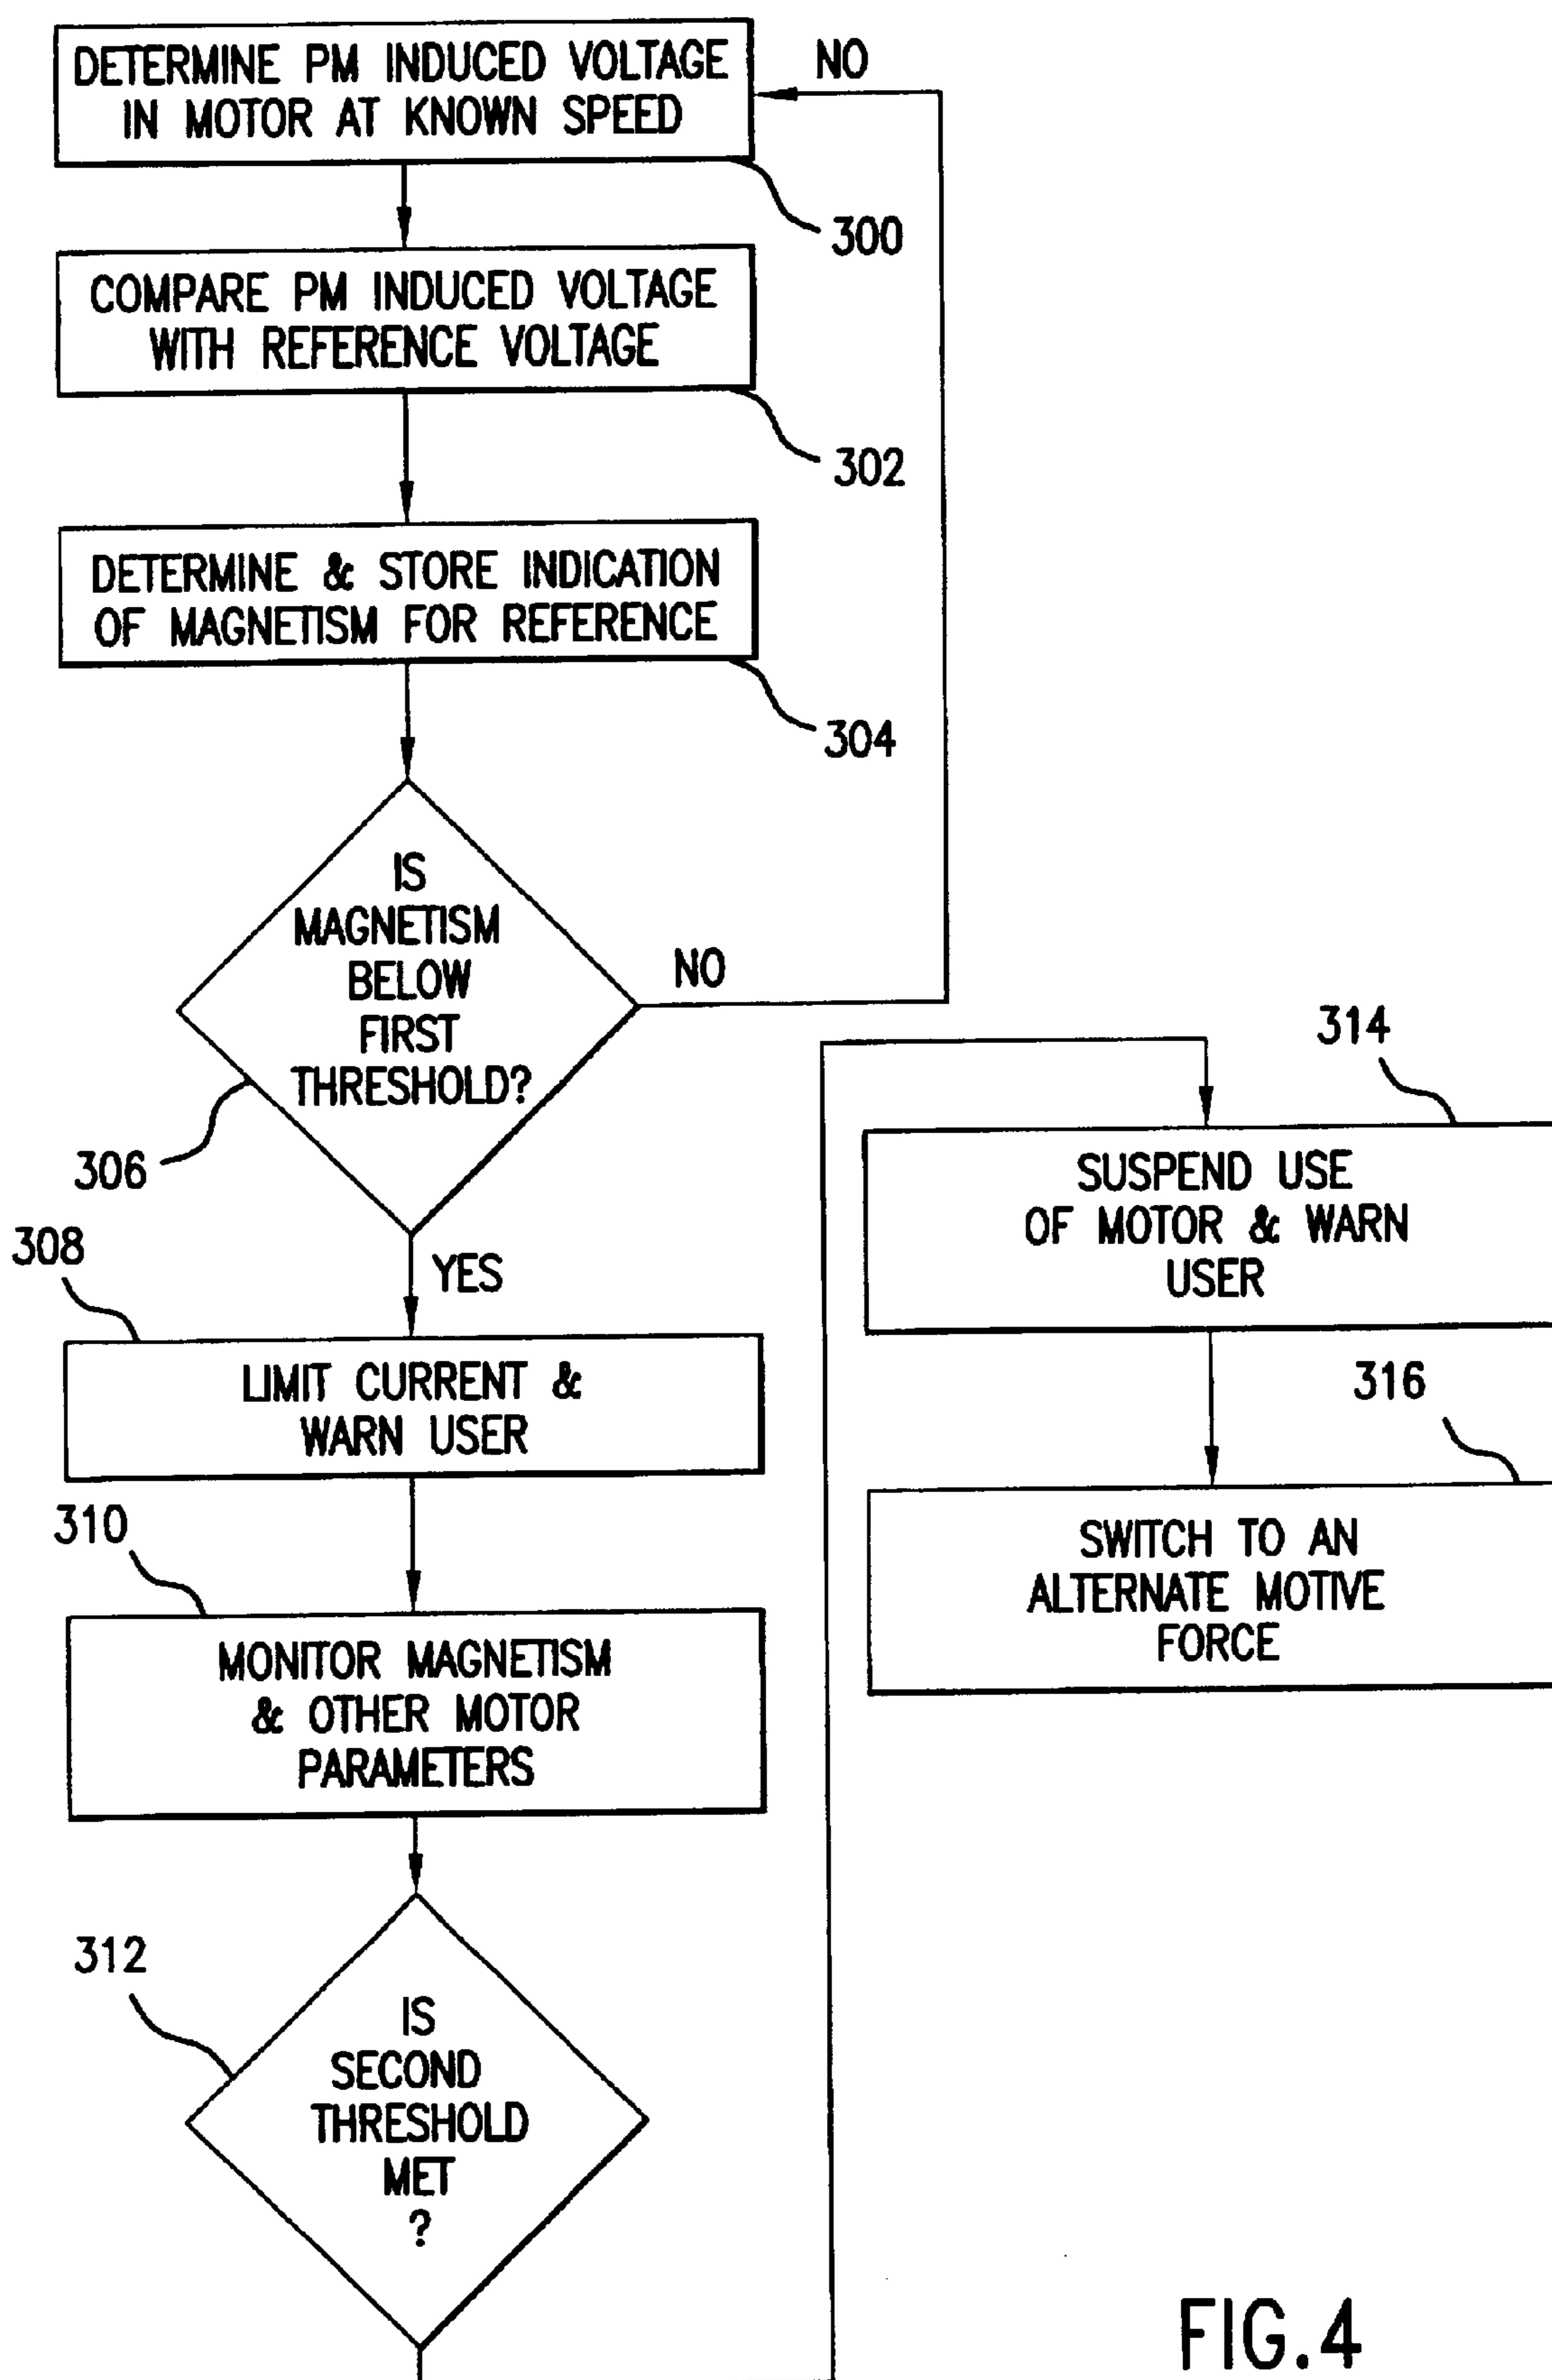 DETERMINE PM INDUCED VOLTAGE
IN MOTOR AT KNOWN SPEED
NO
300
COMPARE PM INDUCED VOLTAGE
WITH REFERENCE VOLTAGE
302
DETERMINE & STORE INDICATION
OF MAGNETISM FOR REFERENCE
304
IS
MAGNETISM
BELOW
FIRST
THRESHOLD?
NO
306
YES
308
LIMIT CURRENT &
WARN USER
310
MONITOR MAGNETISM
& OTHER MOTOR
PARAMETERS
312
IS
SECOND
THRESHOLD
MET
?
314
SUSPEND USE
OF MOTOR & WARN
USER
316
SWITCH TO AN
ALTERNATE MOTIVE
FORCE
FIG.4